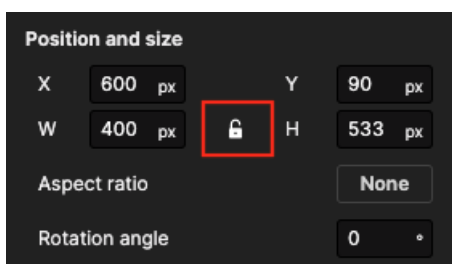 Position and size
X 600 px Y 90 px
W 400 px H 533 px
Aspect ratio None
Rotation angle 0 °